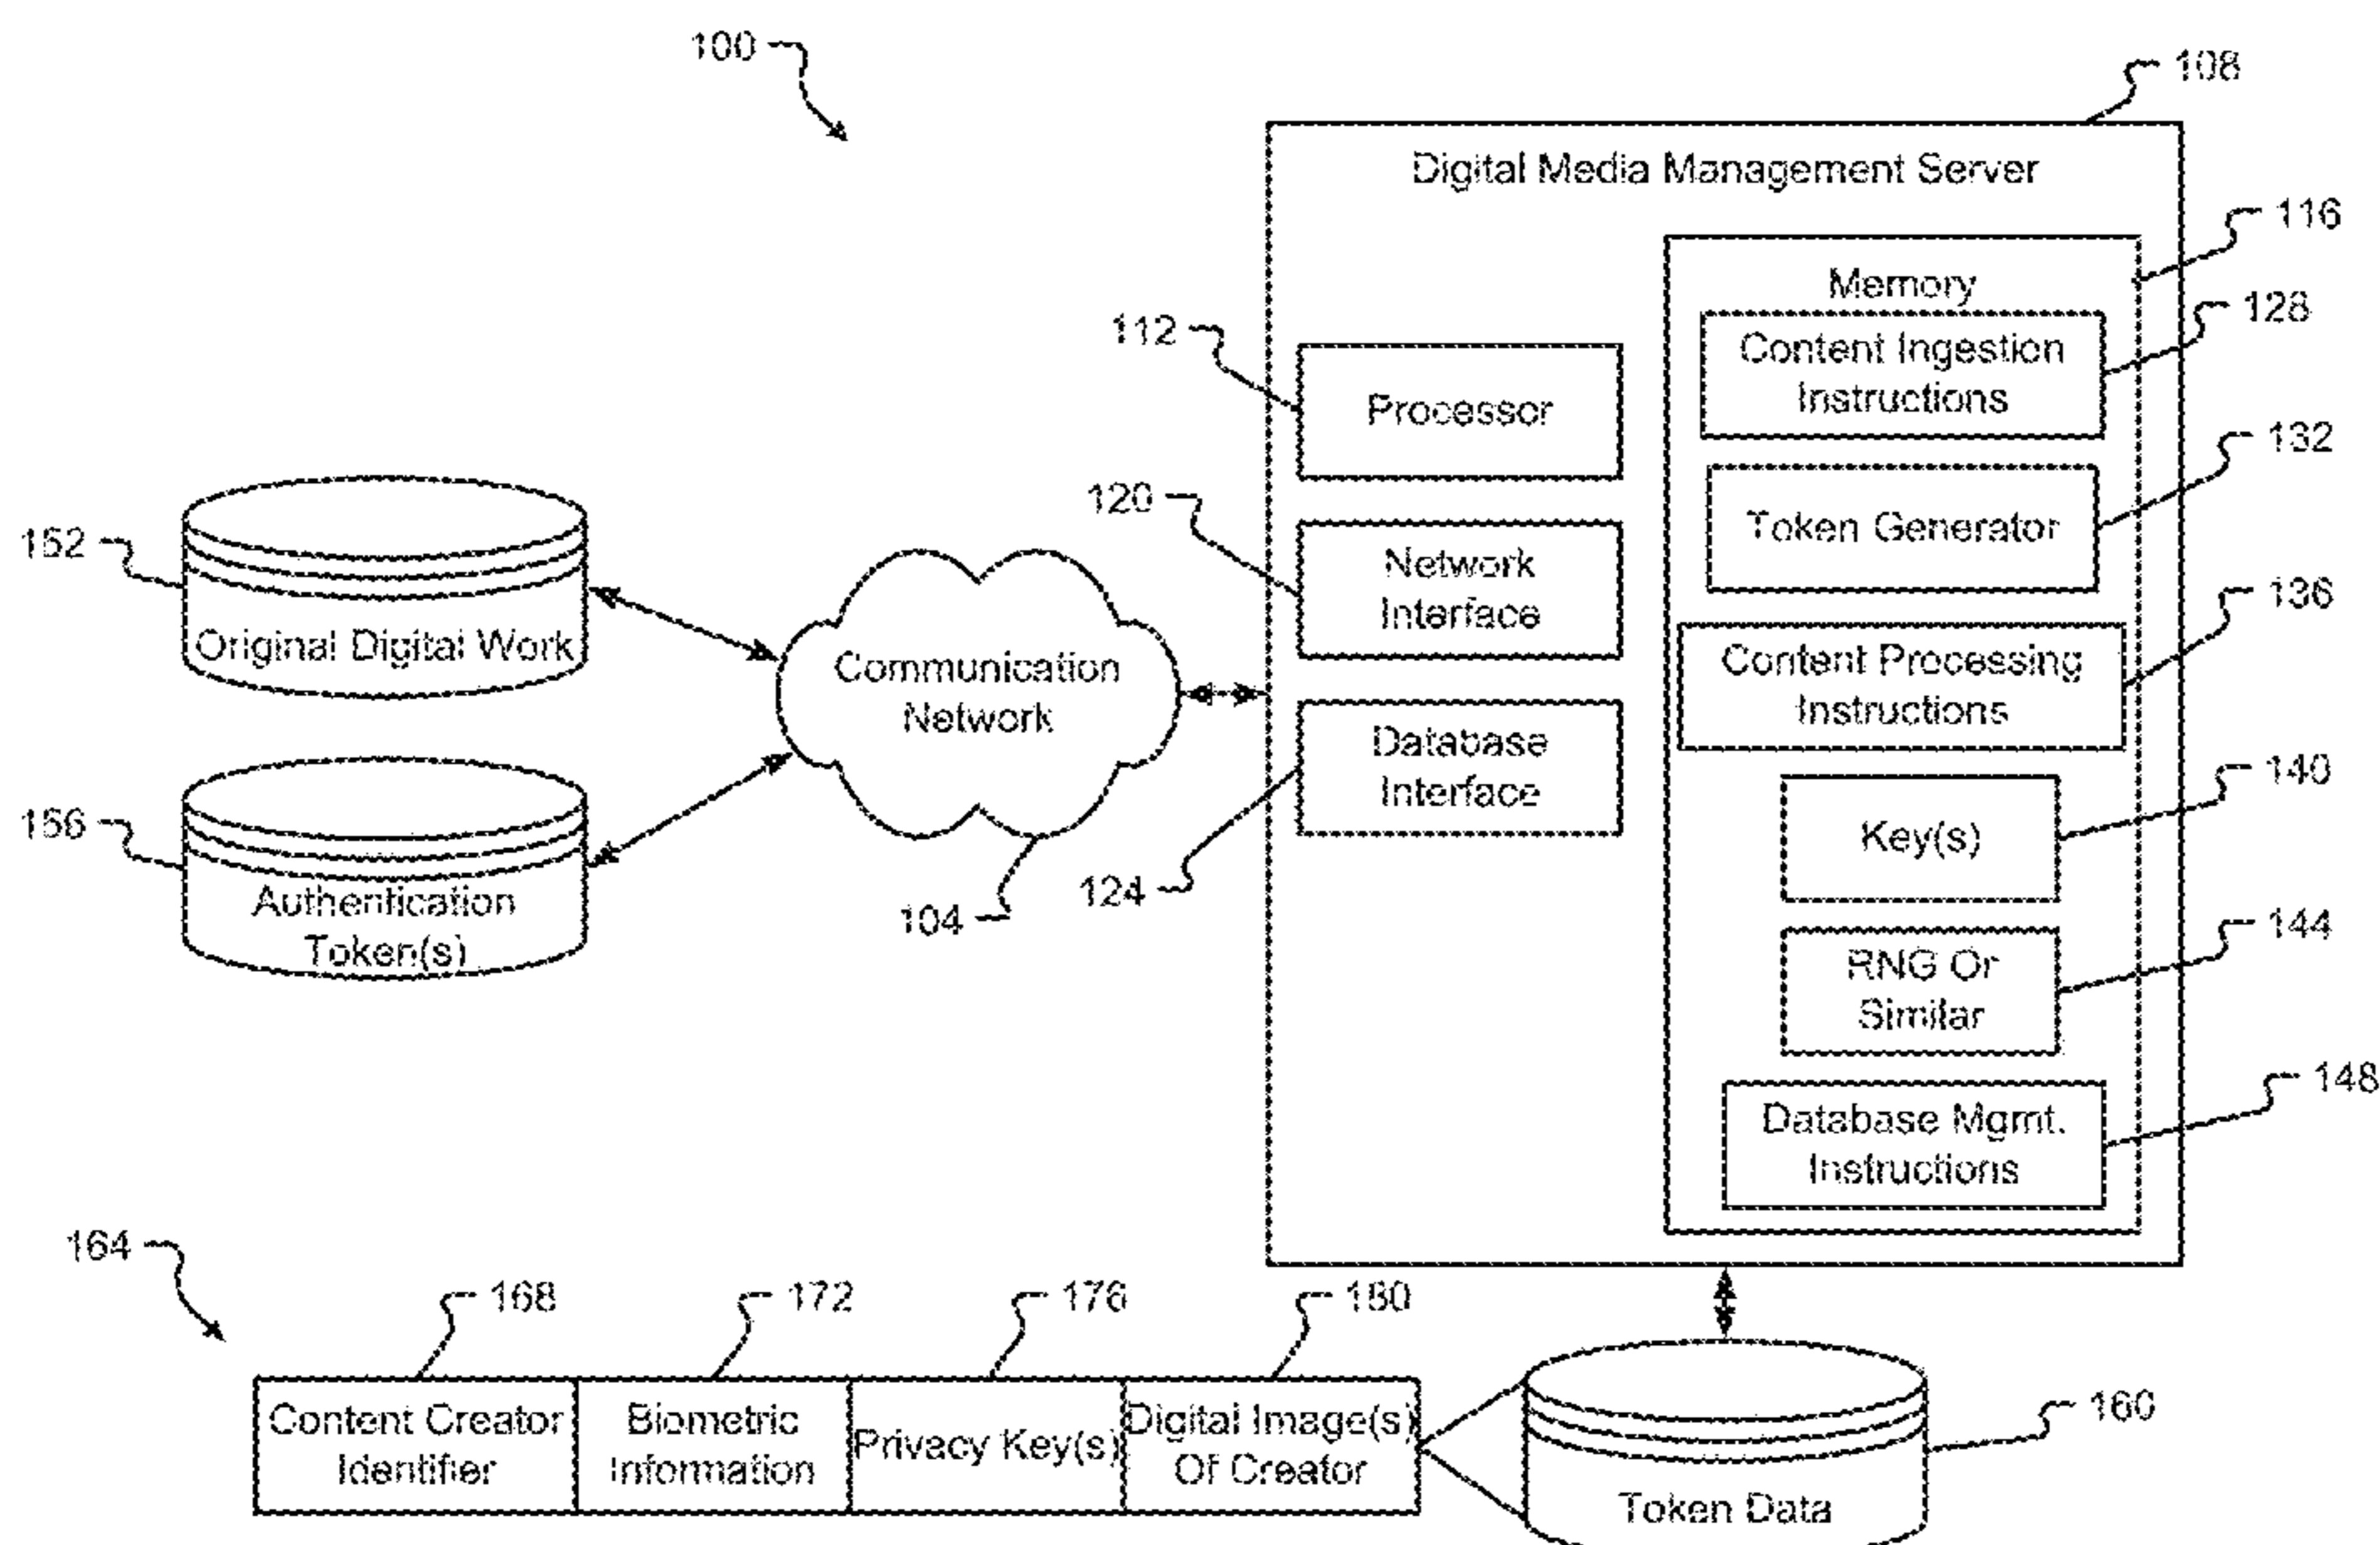 100
108
Digital Media Management Server
116
Memory
128
Content Ingestion
Instructions
112
Processor
132
Token Generator
120
Network
Interface
136
Content Processing
Instructions
152
Original Digital Work
Communication
Network
Database
Interface
140
Key(s)
156
Authentication
Token(s)
104
124
144
RNG Or
Similar
148
Database Mgmt.
Instructions
164
168
172
176
180
Content Creator
Identifier
Biometric
Information
Privacy Key(s)
Digital Image(s)
Of Creator
160
Token Data